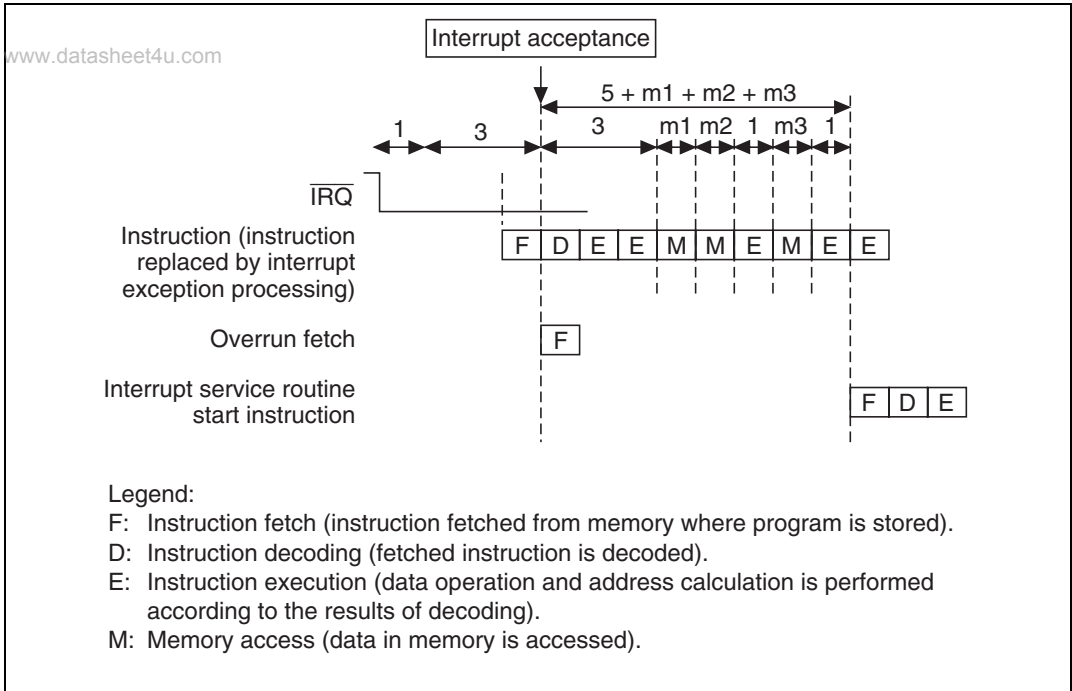 www.datasheet4u.com
Interrupt acceptance
5 + m1 + m2 + m3
1 3 3 m1 m2 1 m3 1
IRQ
Instruction (instruction
replaced by interrupt
exception processing)
F D E E M M E M E E
Overrun fetch
F
Interrupt service routine
start instruction
F D E
Legend:
F: Instruction fetch (instruction fetched from memory where program is stored).
D: Instruction decoding (fetched instruction is decoded).
E: Instruction execution (data operation and address calculation is performed
according to the results of decoding).
M: Memory access (data in memory is accessed).